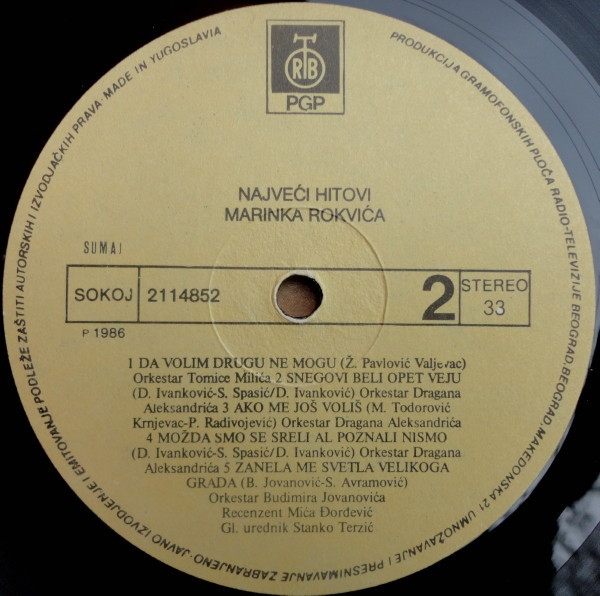 RTB
PGP
NAJVEĆI HITOVI
MARINKA ROKVIĆA
SUMAJ
SOKOJ 2114852 2 STEREO 33
P 1986
1 DA VOLIM DRUGU NE MOGU (Ž. Pavlović Valjevac)
Orkestar Tomice Milića 2 SNEGOVI BELI OPET VEJU
(D. Ivanković-S. Spasić/D. Ivanković) Orkestar Dragana
Aleksandrića 3 AKO ME JOŠ VOLIŠ (M. Todorović
Krnjevac-P. Radivojević) Orkestar Dragana Aleksandrića
4 MOŽDA SMO SE SRELI AL POZNALI NISMO
(D. Ivanković-S. Spasić/D. Ivanković) Orkestar Dragana
Aleksandrića 5 ZANELA ME SVETLA VELIKOGA
GRADA (B. Jovanović-S. Avramović)
Orkestar Budimira Jovanovića
Recenzent Mića Đorđević
Gl. urednik Stanko Terzić
PRODUKCIJA GRAMOFONSKIH PLOČA RADIO-TELEVIZIJE BEOGRAD, BEOGRAD, MAKEDONSKA 21 UMNOŽAVANJE I PRESNIMAVANJE ZABRANJENO-JAVNO IZVODJENJE I EMITOVANJE PODLEŽE ZAŠTITI AUTORSKIH I IZVODJAČKIH PRAVA·MADE IN YUGOSLAVIA